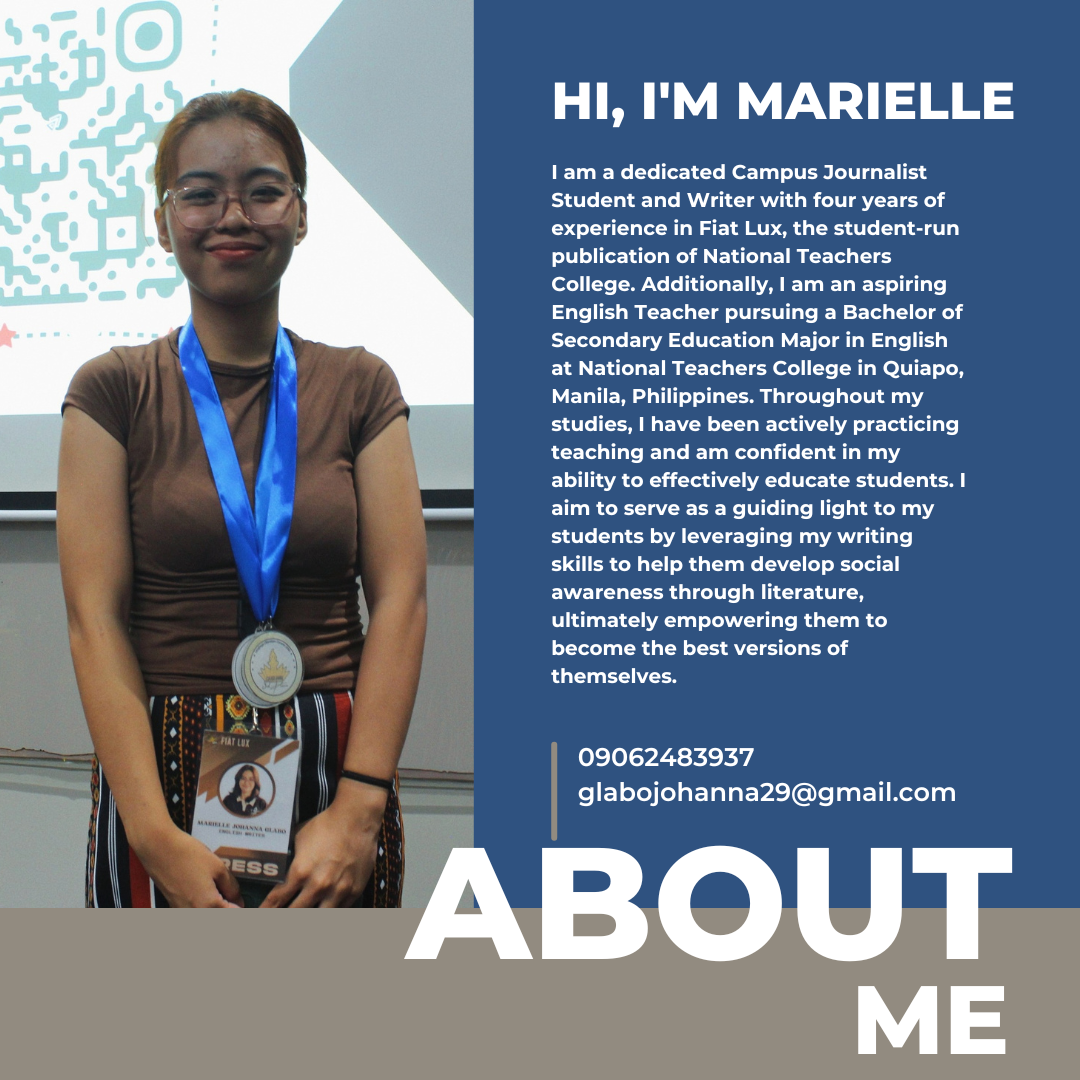 HI, I'M MARIELLE
I am a dedicated Campus Journalist
Student and Writer with four years of
experience in Fiat Lux, the student-run
publication of National Teachers
College. Additionally, I am an aspiring
English Teacher pursuing a Bachelor of
Secondary Education Major in English
at National Teachers College in Quiapo,
Manila, Philippines. Throughout my
studies, I have been actively practicing
teaching and am confident in my
ability to effectively educate students. I
aim to serve as a guiding light to my
students by leveraging my writing
skills to help them develop social
awareness through literature,
ultimately empowering them to
become the best versions of
themselves.
09062483937
glabojohanna29@gmail.com
FIAT LUX
MARIELLE JOHANNA GLABO
PRESS
ABOUT
ME